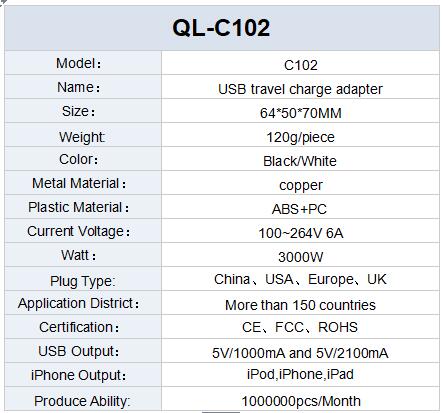 QL-C102
Model： C102
Name： USB travel charge adapter
Size： 64*50*70MM
Weight: 120g/piece
Color： Black/White
Metal Material： copper
Plastic Material： ABS+PC
Current Voltage： 100~264V 6A
Watt： 3000W
Plug Type: China、USA、Europe、UK
Application District： More than 150 countries
Certification： CE、FCC、ROHS
USB Output： 5V/1000mA and 5V/2100mA
iPhone Output： iPod,iPhone,iPad
Produce Ability: 1000000pcs/Month